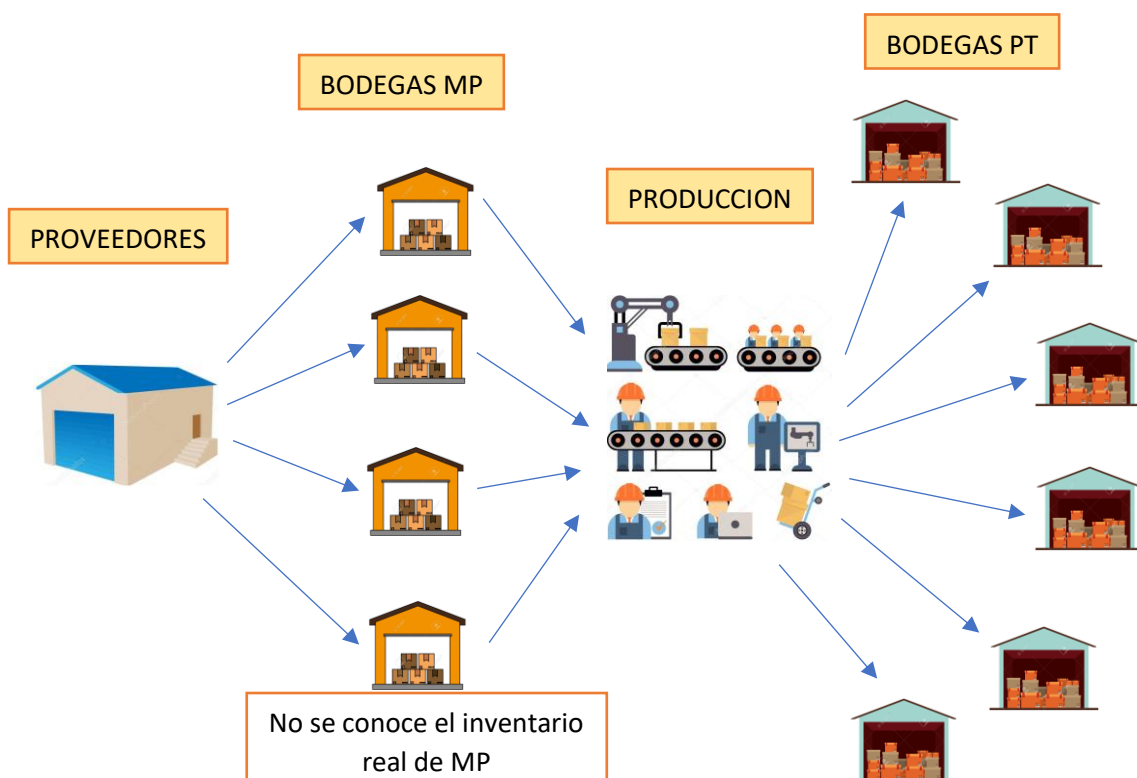 BODEGAS PT
BODEGAS MP
PRODUCCION
PROVEEDORES
No se conoce el inventario
real de MP